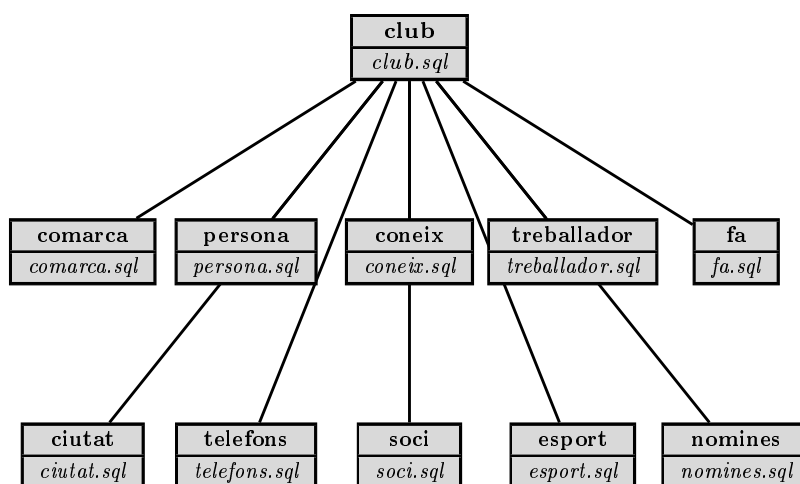 club
club.sql
comarca
comarca.sql
persona
persona.sql
coneix
coneix.sql
treballador
treballador.sql
fa
fa.sql
ciutat
ciutat.sql
telefons
telefons.sql
soci
soci.sql
esport
esport.sql
nomines
nomines.sql